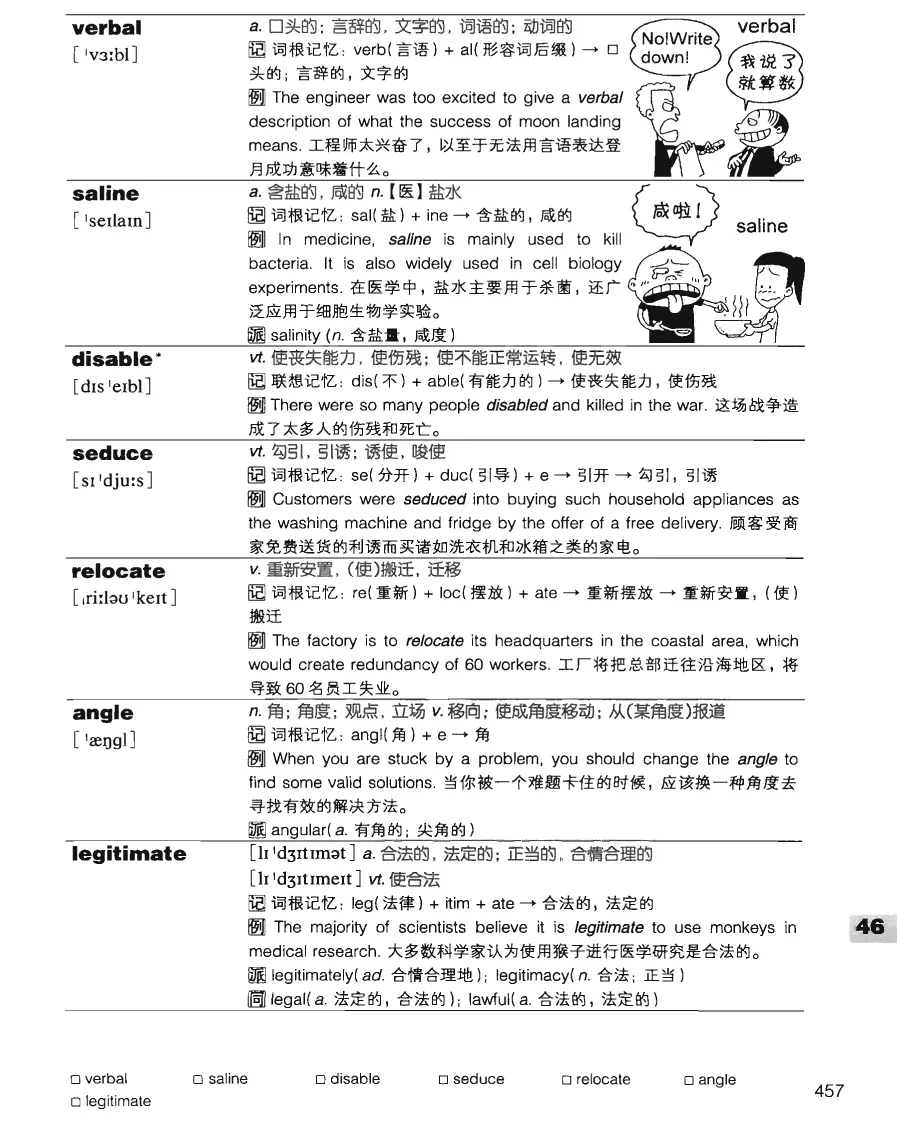 verbal
[ ˈvɜːbl ]
a. 口头的；言辞的，文字的，词语的；动词的
记 词根记忆：verb( 言语 ) + al( 形容词后缀 ) → 口
头的；言辞的，文字的
例 The engineer was too excited to give a verbal
description of what the success of moon landing
means. 工程师太兴奋了，以至于无法用言语表达登
月成功意味着什么。
No!Write
down!
verbal
我说了
就算数
saline
[ ˈseɪlaɪn ]
a. 含盐的，咸的 n.【医】盐水
记 词根记忆：sal( 盐 ) + ine → 含盐的，咸的
例 In medicine, saline is mainly used to kill
bacteria. It is also widely used in cell biology
experiments. 在医学中，盐水主要用于杀菌，还广
泛应用于细胞生物学实验。
派 salinity (n. 含盐量，咸度 )
咸啦！
saline
disable*
[ dɪsˈeɪbl ]
vt. 使丧失能力，使伤残；使不能正常运转，使无效
记 联想记忆：dis( 不 ) + able( 有能力的 ) → 使丧失能力，使伤残
例 There were so many people disabled and killed in the war. 这场战争造
成了太多人的伤残和死亡。
seduce
[ sɪˈdjuːs ]
vt. 勾引，引诱；诱使，唆使
记 词根记忆：se( 分开 ) + duc( 引导 ) + e → 引开 → 勾引，引诱
例 Customers were seduced into buying such household appliances as
the washing machine and fridge by the offer of a free delivery. 顾客受商
家免费送货的利诱而买诸如洗衣机和冰箱之类的家电。
relocate
[ ˌriːləʊˈkeɪt ]
v. 重新安置，(使)搬迁，迁移
记 词根记忆：re( 重新 ) + loc( 摆放 ) + ate → 重新摆放 → 重新安置，( 使 )
搬迁
例 The factory is to relocate its headquarters in the coastal area, which
would create redundancy of 60 workers. 工厂将把总部迁往沿海地区，将
导致 60 名员工失业。
angle
[ ˈæŋgl ]
n. 角；角度；观点，立场 v. 移向；使成角度移动；从(某角度)报道
记 词根记忆：angl( 角 ) + e → 角
例 When you are stuck by a problem, you should change the angle to
find some valid solutions. 当你被一个难题卡住的时候，应该换一种角度去
寻找有效的解决方法。
派 angular( a. 有角的；尖角的 )
legitimate
[ lɪˈdʒɪtɪmət ] a. 合法的，法定的；正当的，合情合理的
[ lɪˈdʒɪtɪmeɪt ] vt. 使合法
记 词根记忆：leg( 法律 ) + itim + ate → 合法的，法定的
例 The majority of scientists believe it is legitimate to use monkeys in
medical research. 大多数科学家认为使用猴子进行医学研究是合法的。
派 legitimately( ad. 合情合理地 )；legitimacy( n. 合法；正当 )
同 legal( a. 法定的，合法的 )；lawful( a. 合法的，法定的 )
46
□ verbal □ saline □ disable □ seduce □ relocate □ angle
□ legitimate
457